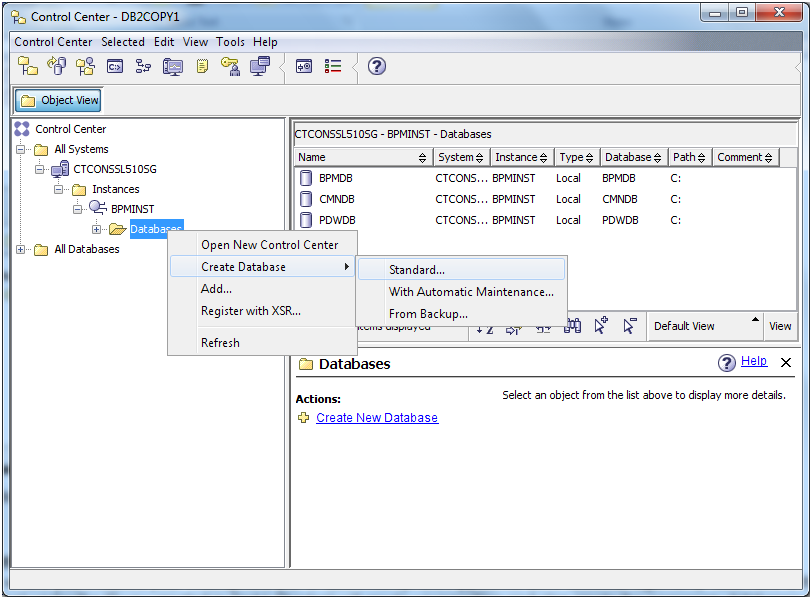 Control Center - DB2COPY1
Control Center Selected Edit View Tools Help
Object View
Control Center
All Systems
CTCONSSL510SG
Instances
BPMINST
Databases
All Databases
Open New Control Center
Create Database
Add...
Register with XSR...
Refresh
Standard...
With Automatic Maintenance...
From Backup...
CTCONSSL510SG - BPMINST - Databases
Name System Instance Type Database Path Comment
BPMDB CTCONS... BPMINST Local BPMDB C:
CMNDB CTCONS... BPMINST Local CMNDB C:
PDWDB CTCONS... BPMINST Local PDWDB C:
displayed Default View View
Databases Help
Actions: Select an object from the list above to display more details.
Create New Database